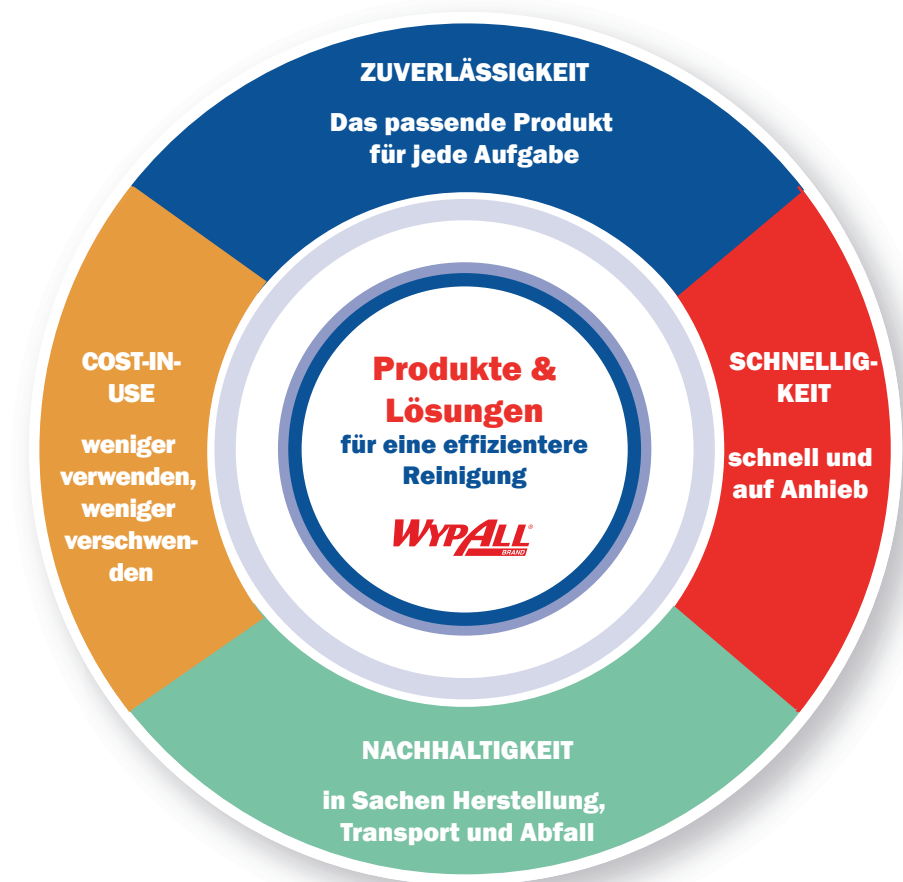 ZUVERLÄSSIGKEIT
Das passende Produkt
für jede Aufgabe
COST-IN-
USE
weniger
verwenden,
weniger
verschwen-
den
Produkte &
Lösungen
für eine effizientere
Reinigung
WYPALL®
BRAND
SCHNELLIG-
KEIT
schnell und
auf Anhieb
NACHHALTIGKEIT
in Sachen Herstellung,
Transport und Abfall